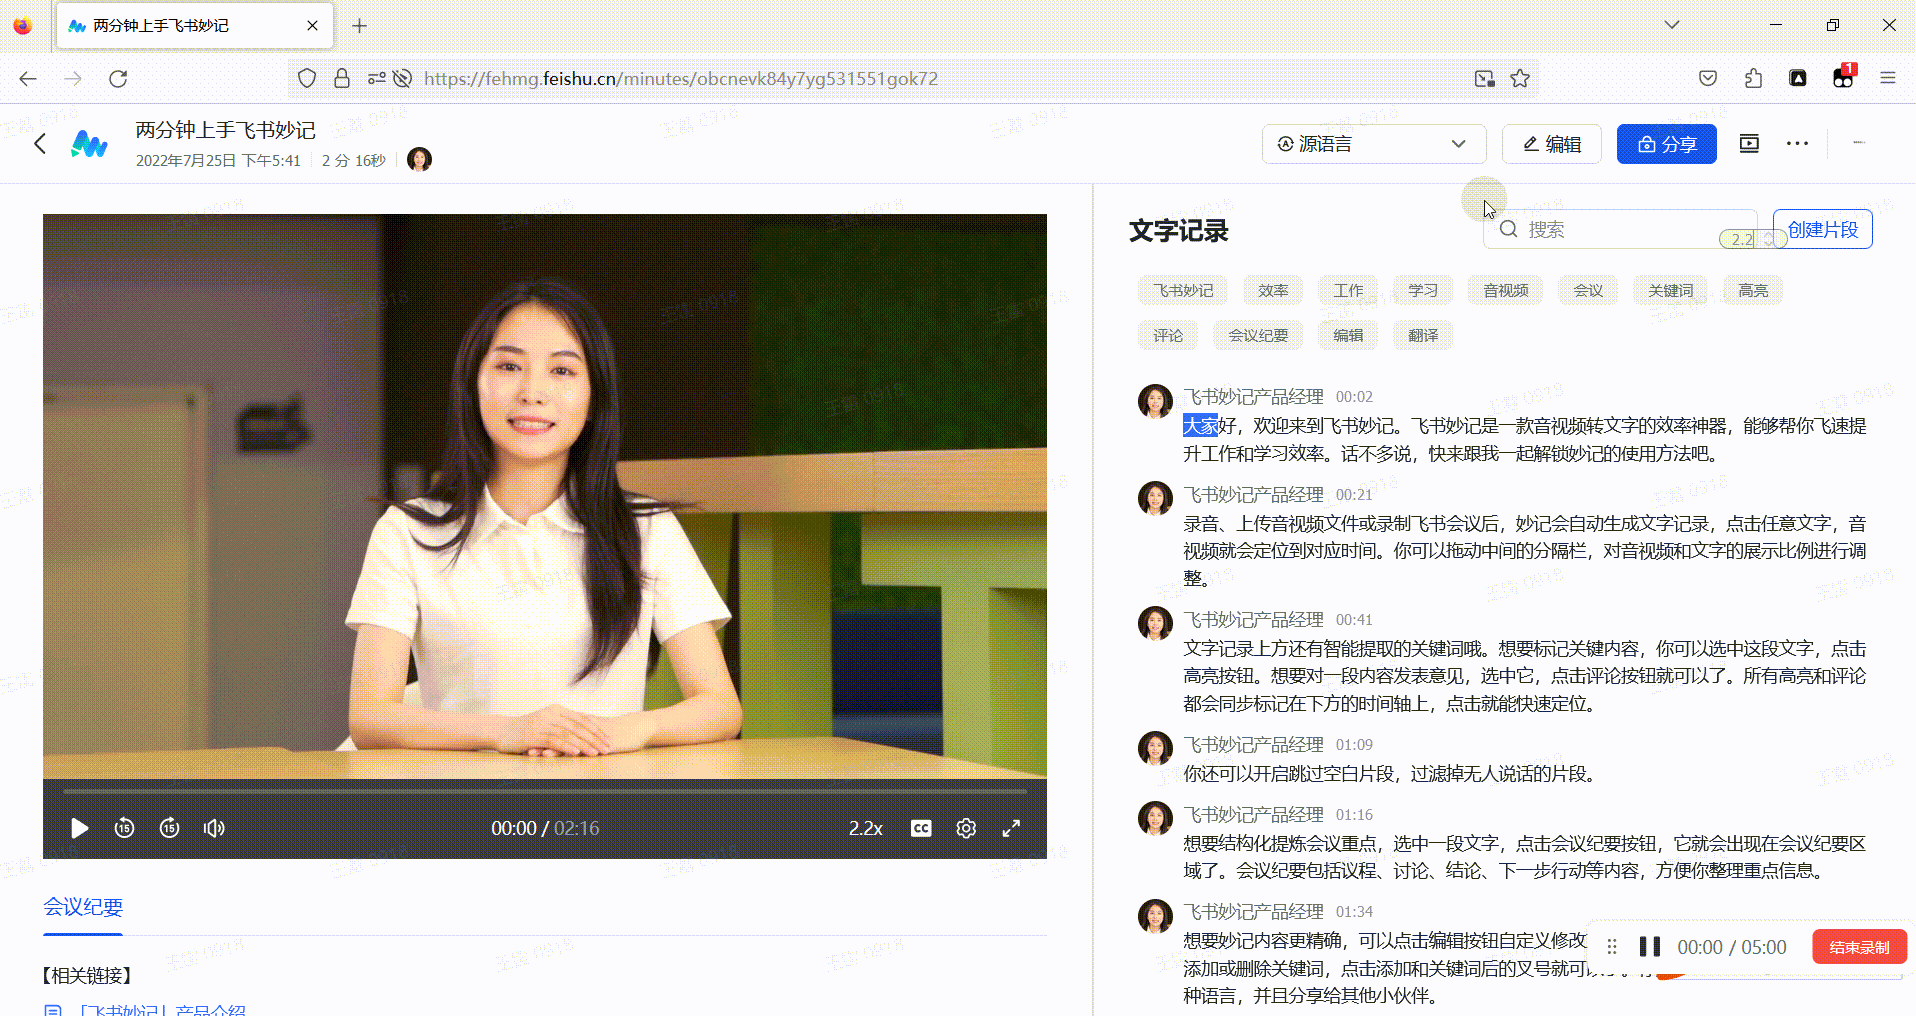 两分钟上手飞书妙记
https://fehmg.feishu.cn/minutes/obcnevk84y7yg531551gok72
1
两分钟上手飞书妙记
2022年7月25日 下午5:41
2 分 16秒
源语言
编辑
分享
文字记录
搜索
2.2
创建片段
飞书妙记
效率
工作
学习
音视频
会议
关键词
高亮
评论
会议纪要
编辑
翻译
飞书妙记产品经理 00:02
大家好，欢迎来到飞书妙记。飞书妙记是一款音视频转文字的效率神器，能够帮你飞速提
升工作和学习效率。话不多说，快来跟我一起解锁妙记的使用方法吧。
飞书妙记产品经理 00:21
录音、上传音视频文件或录制飞书会议后，妙记会自动生成文字记录，点击任意文字，音
视频就会定位到对应时间。你可以拖动中间的分隔栏，对音视频和文字的展示比例进行调
整。
飞书妙记产品经理 00:41
文字记录上方还有智能提取的关键词哦。想要标记关键内容，你可以选中这段文字，点击
高亮按钮。想要对一段内容发表意见，选中它，点击评论按钮就可以了。所有高亮和评论
都会同步标记在下方的时间轴上，点击就能快速定位。
飞书妙记产品经理 01:09
你还可以开启跳过空白片段，过滤掉无人说话的片段。
飞书妙记产品经理 01:16
想要结构化提炼会议重点，选中一段文字，点击会议纪要按钮，它就会出现在会议纪要区
域了。会议纪要包括议程、讨论、结论、下一步行动等内容，方便你整理重点信息。
飞书妙记产品经理 01:34
想要妙记内容更精确，可以点击编辑按钮自定义修改
添加或删除关键词，点击添加和关键词后的叉号就可
种语言，并且分享给其他小伙伴。
15
15
00:00 / 02:16
2.2x
CC
会议纪要
【相关链接】
「飞书妙记」产品介绍
00:00 / 05:00
结束录制
王霜 0918